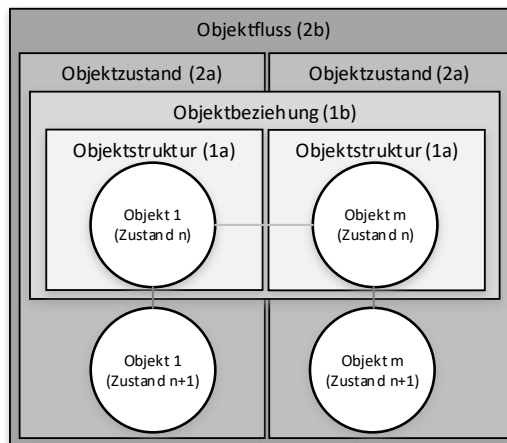 Objektfluss (2b)
Objektzustand (2a)
Objektzustand (2a)
Objektbeziehung (1b)
Objektstruktur (1a)
Objektstruktur (1a)
Objekt 1
(Zustand n)
Objekt m
(Zustand n)
Objekt 1
(Zustand n+1)
Objekt m
(Zustand n+1)